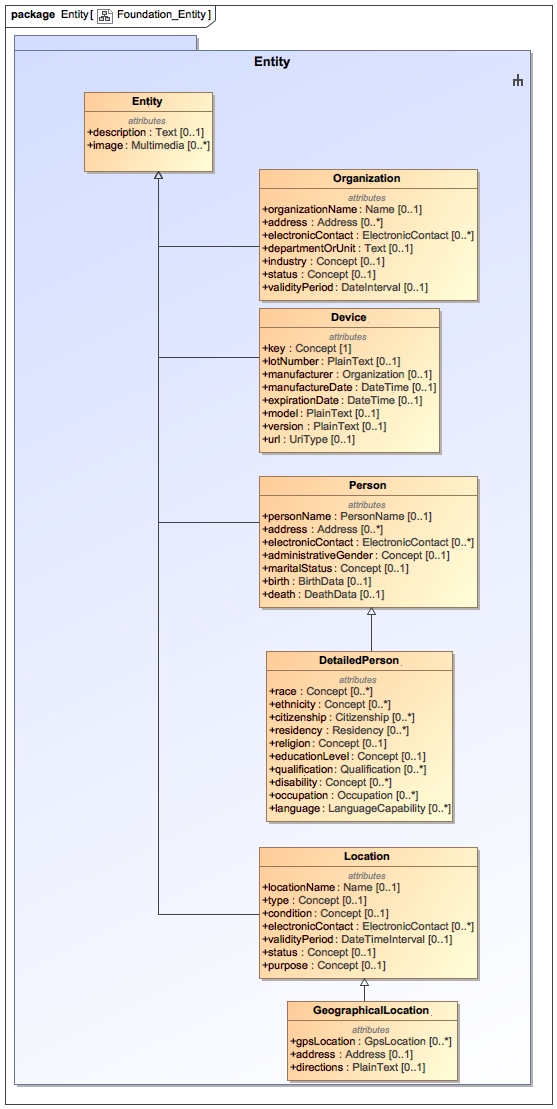 package Entity[ Foundation_Entity]
Entity
Entity
attributes
+description : Text [0..1]
+image : Multimedia [0..*]
Organization
attributes
+organizationName : Name [0..1]
+address : Address [0..*]
+electronicContact : ElectronicContact [0..*]
+departmentOrUnit : Text [0..1]
+industry : Concept [0..1]
+status : Concept [0..1]
+validityPeriod : DateInterval [0..1]
Device
attributes
+key : Concept [1]
+lotNumber : PlainText [0..1]
+manufacturer : Organization [0..1]
+manufactureDate : DateTime [0..1]
+expirationDate : DateTime [0..1]
+model : PlainText [0..1]
+version : PlainText [0..1]
+url : UriType [0..1]
Person
attributes
+personName : PersonName [0..1]
+address : Address [0..*]
+electronicContact : ElectronicContact [0..*]
+administrativeGender : Concept [0..1]
+maritalStatus : Concept [0..1]
+birth : BirthData [0..1]
+death : DeathData [0..1]
DetailedPerson
attributes
+race : Concept [0..*]
+ethnicity : Concept [0..*]
+citizenship : Citizenship [0..*]
+residency : Residency [0..*]
+religion : Concept [0..1]
+educationLevel : Concept [0..1]
+qualification : Qualification [0..*]
+disability : Concept [0..*]
+occupation : Occupation [0..*]
+language : LanguageCapability [0..*]
Location
attributes
+locationName : Name [0..1]
+type : Concept [0..1]
+condition : Concept [0..1]
+electronicContact : ElectronicContact [0..*]
+validityPeriod : DateTimeInterval [0..1]
+status : Concept [0..1]
+purpose : Concept [0..1]
GeographicalLocation
attributes
+gpsLocation : GpsLocation [0..*]
+address : Address [0..1]
+directions : PlainText [0..1]